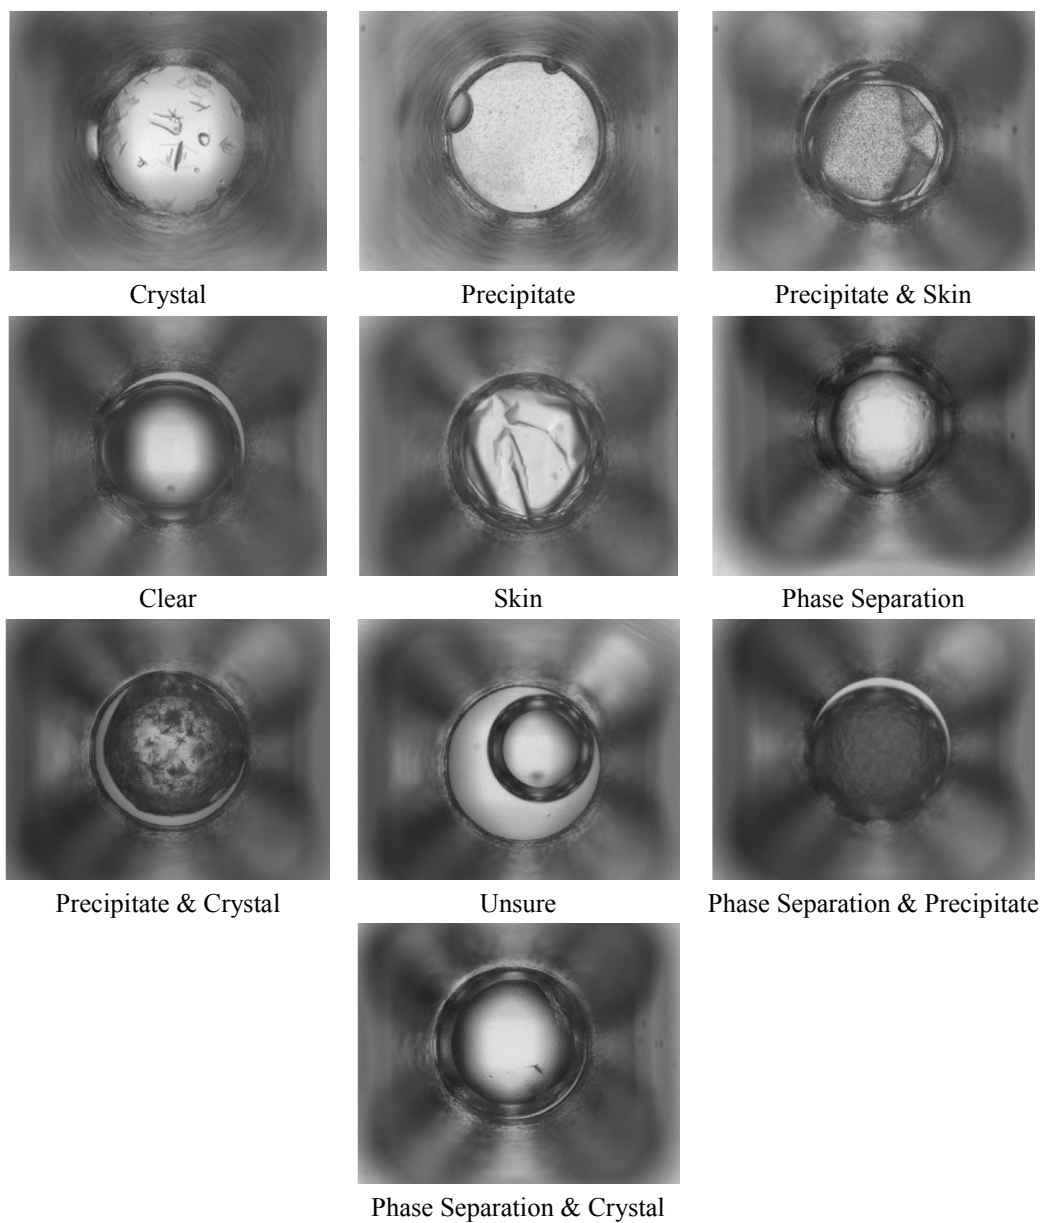 Crystal
Precipitate
Precipitate & Skin
Clear
Skin
Phase Separation
Precipitate & Crystal
Unsure
Phase Separation & Precipitate
Phase Separation & Crystal